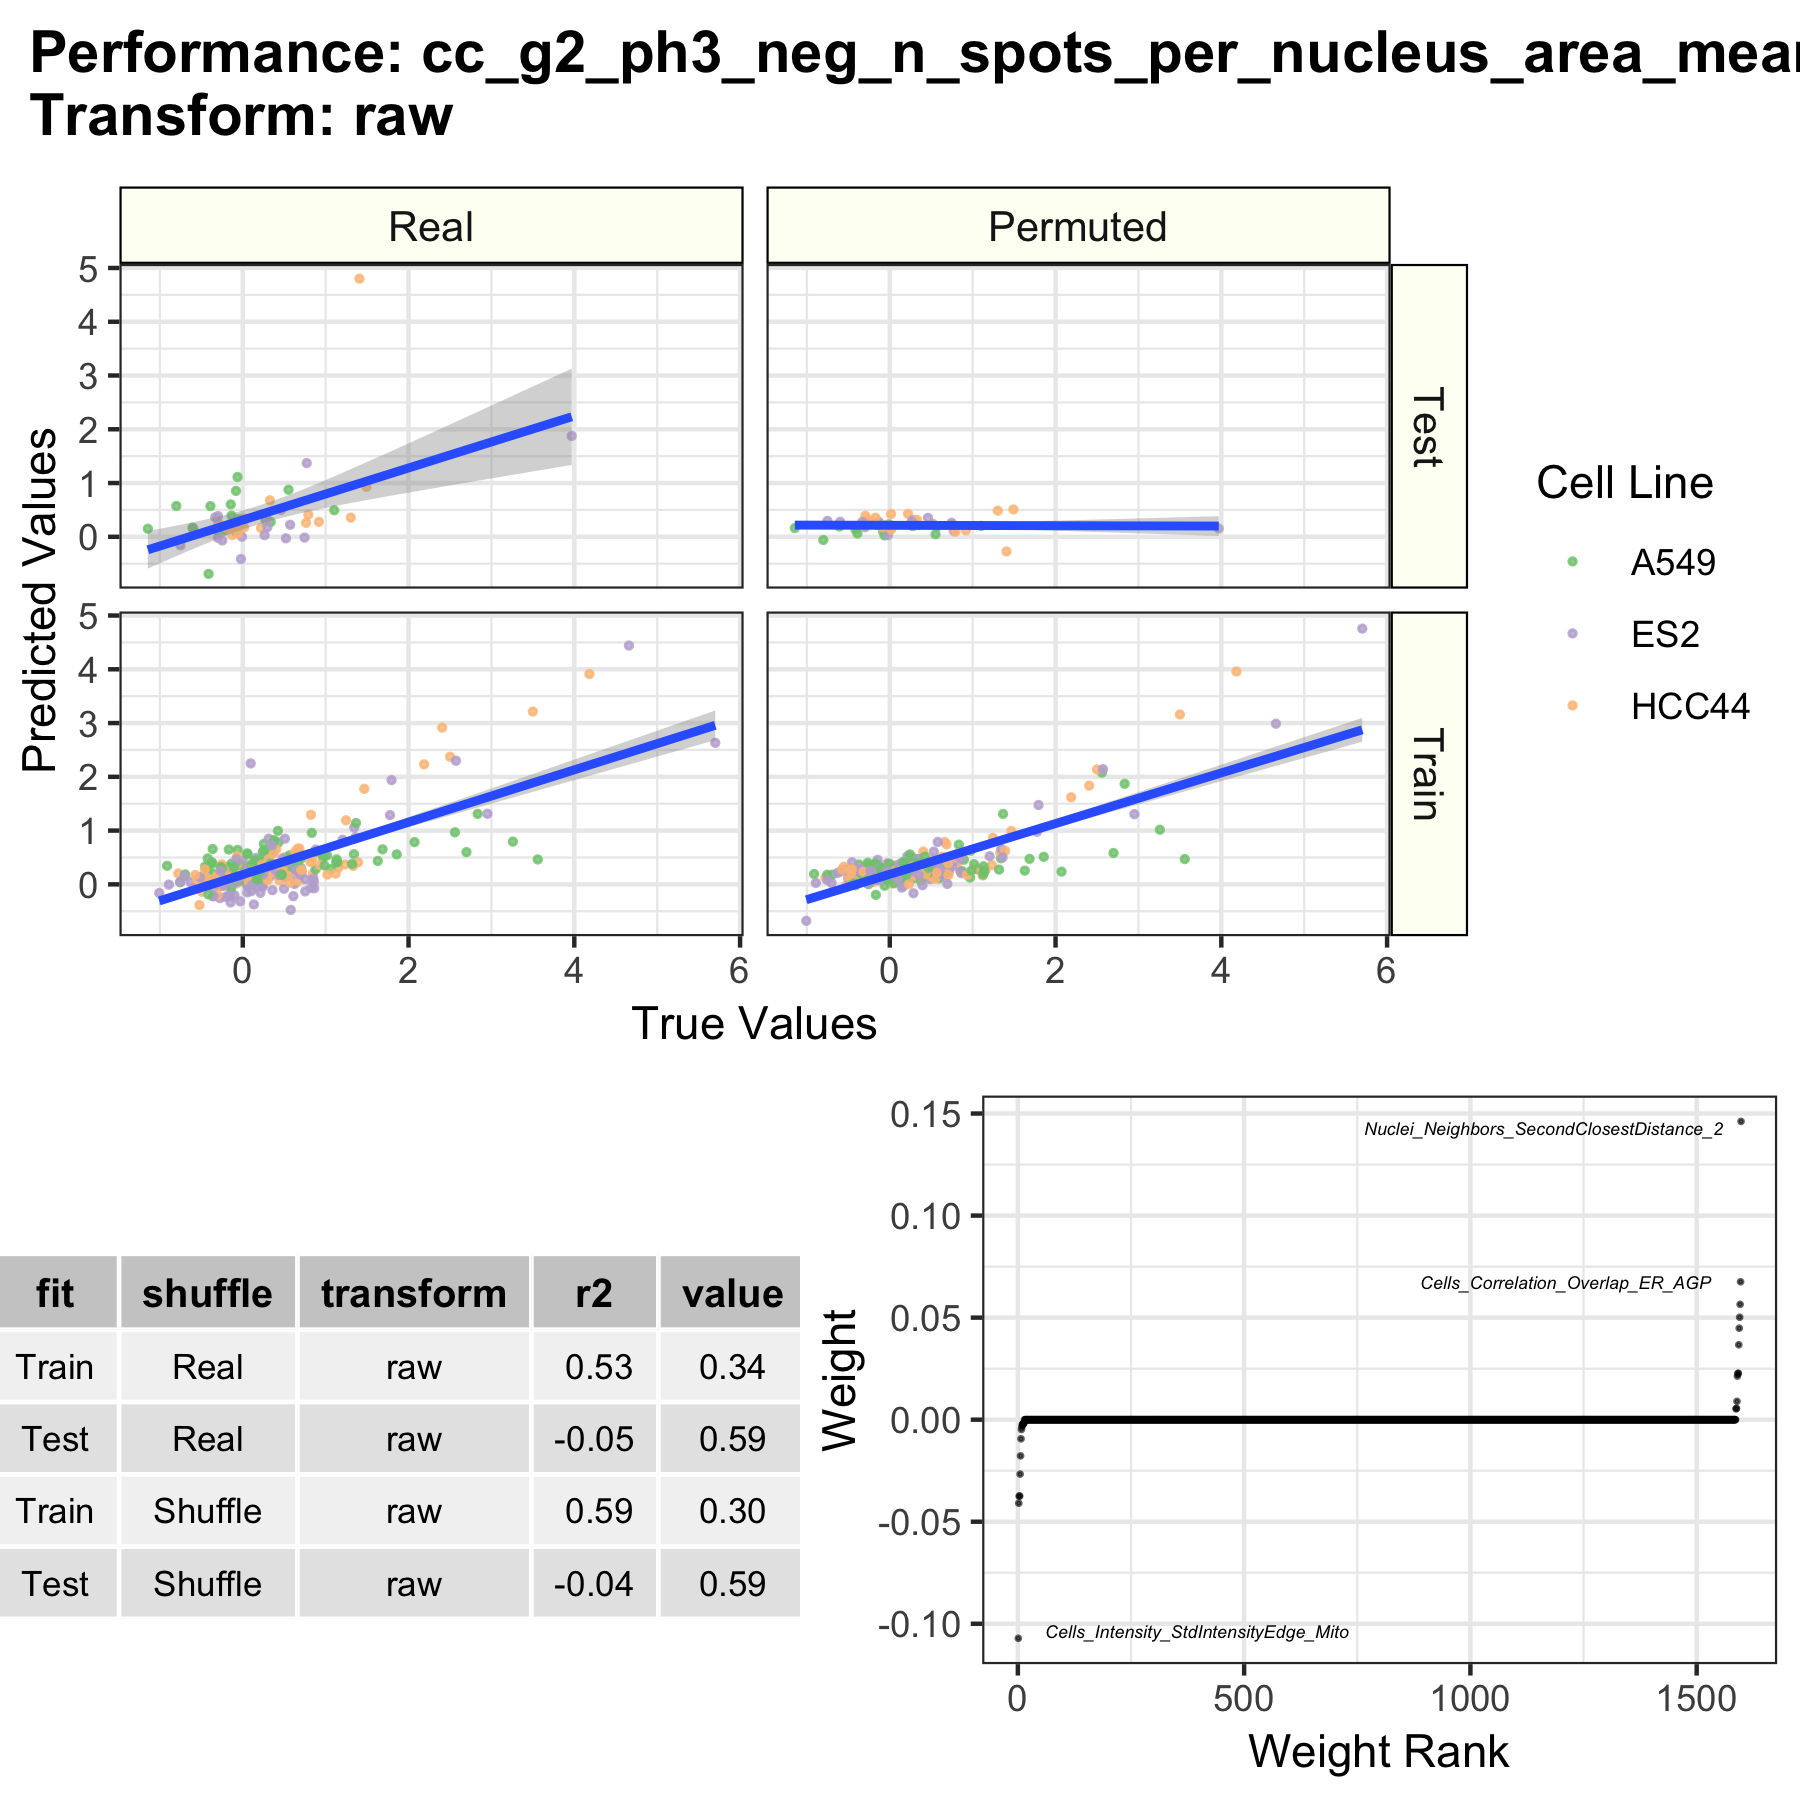 Performance: cc_g2_ph3_neg_n_spots_per_nucleus_area_mea
Transform: raw
Real
Permuted
5
4
3
2
1
0
Test
5
4
3
2
1
0
Train
Predicted Values
0 2 4 6
0 2 4 6
True Values
Cell Line
A549
ES2
HCC44
fit shuffle transform r2 value
Train Real raw 0.53 0.34
Test Real raw -0.05 0.59
Train Shuffle raw 0.59 0.30
Test Shuffle raw -0.04 0.59
Weight
0.15
0.10
0.05
0.00
-0.05
-0.10
Nuclei_Neighbors_SecondClosestDistance_2
Cells_Correlation_Overlap_ER_AGP
Cells_Intensity_StdIntensityEdge_Mito
0 500 1000 1500
Weight Rank